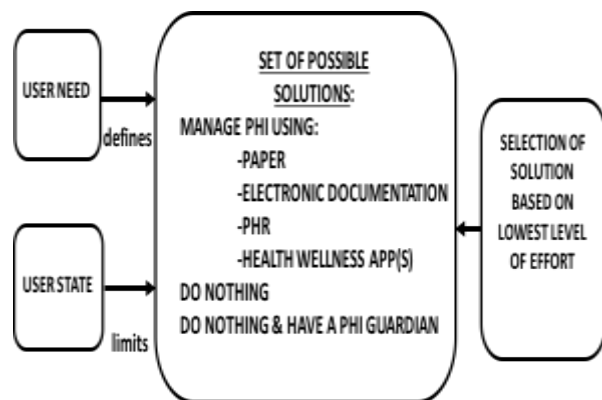 USER NEED
defines
USER STATE
limits
SET OF POSSIBLE
SOLUTIONS:
MANAGE PHI USING:
-PAPER
-ELECTRONIC DOCUMENTATION
-PHR
-HEALTH WELLNESS APP(S)
DO NOTHING
DO NOTHING & HAVE A PHI GUARDIAN
SELECTION OF
SOLUTION
BASED ON
LOWEST LEVEL
OF EFFORT